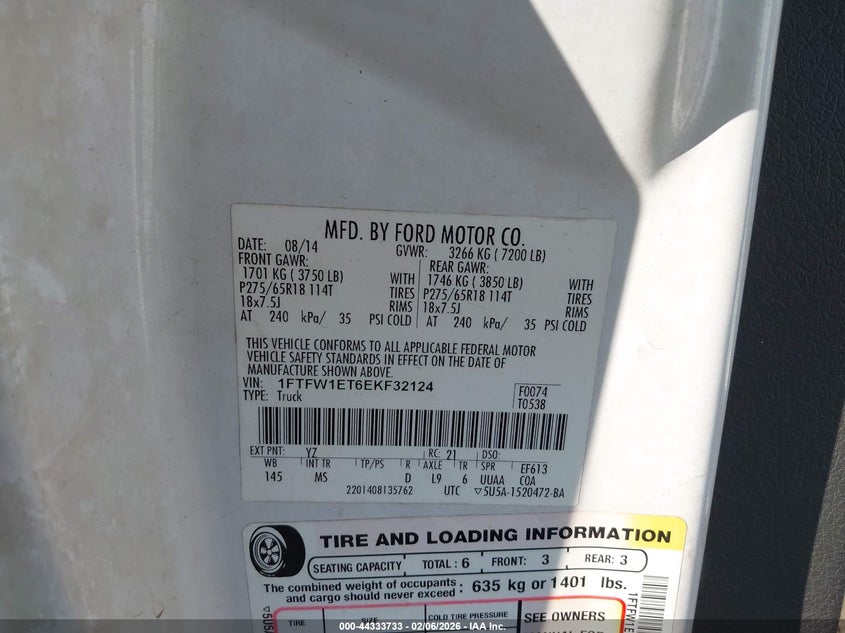 MFD. BY FORD MOTOR CO.
DATE: 08/14 GVWR: 3266 KG ( 7200 LB)
FRONT GAWR: REAR GAWR:
1701 KG ( 3750 LB) WITH 1746 KG ( 3850 LB) WITH
P275/65R18 114T TIRES P275/65R18 114T TIRES
18x7.5J RIMS 18x7.5J RIMS
AT 240 kPa/ 35 PSI COLD AT 240 kPa/ 35 PSI COLD
THIS VEHICLE CONFORMS TO ALL APPLICABLE FEDERAL MOTOR
VEHICLE SAFETY STANDARDS IN EFFECT ON THE DATE OF
MANUFACTURE SHOWN ABOVE.
VIN: 1FTFW1ET6EKF32124 F0074
TYPE: Truck T0538
EXT PNT: YZ RC: 21 DSO:
WB INT TR TP/PS R AXLE TR SPR EF613
145 MS D L9 6 UUAA COA
2201408135762 UTC ▽5U5A-1520472-BA
TIRE AND LOADING INFORMATION
SEATING CAPACITY TOTAL : 6 FRONT: 3 REAR: 3
The combined weight of occupants and cargo should never exceed : 635 kg or 1401 lbs.
TIRE SIZE COLD TIRE PRESSURE SEE OWNERS
MANUAL FOR
1FTFW1E
000-44333733 - 02/06/2026 - IAA Inc.